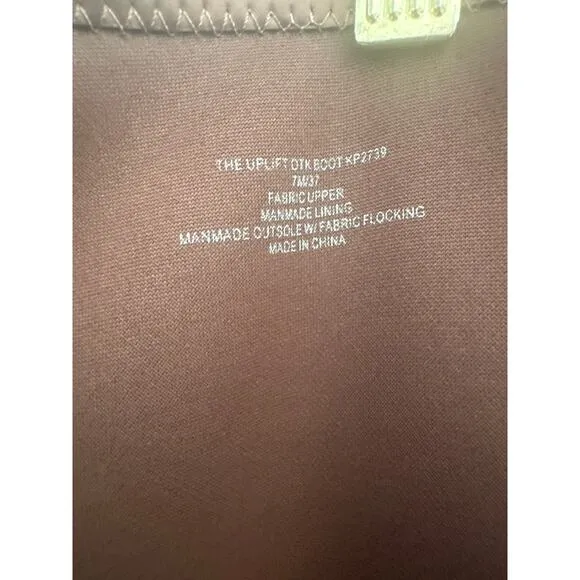 THE UPLIFT OTK BOOT KP2739
7M/37
FABRIC UPPER
MANMADE LINING
MANMADE OUTSOLE W/ FABRIC FLOCKING
MADE IN CHINA